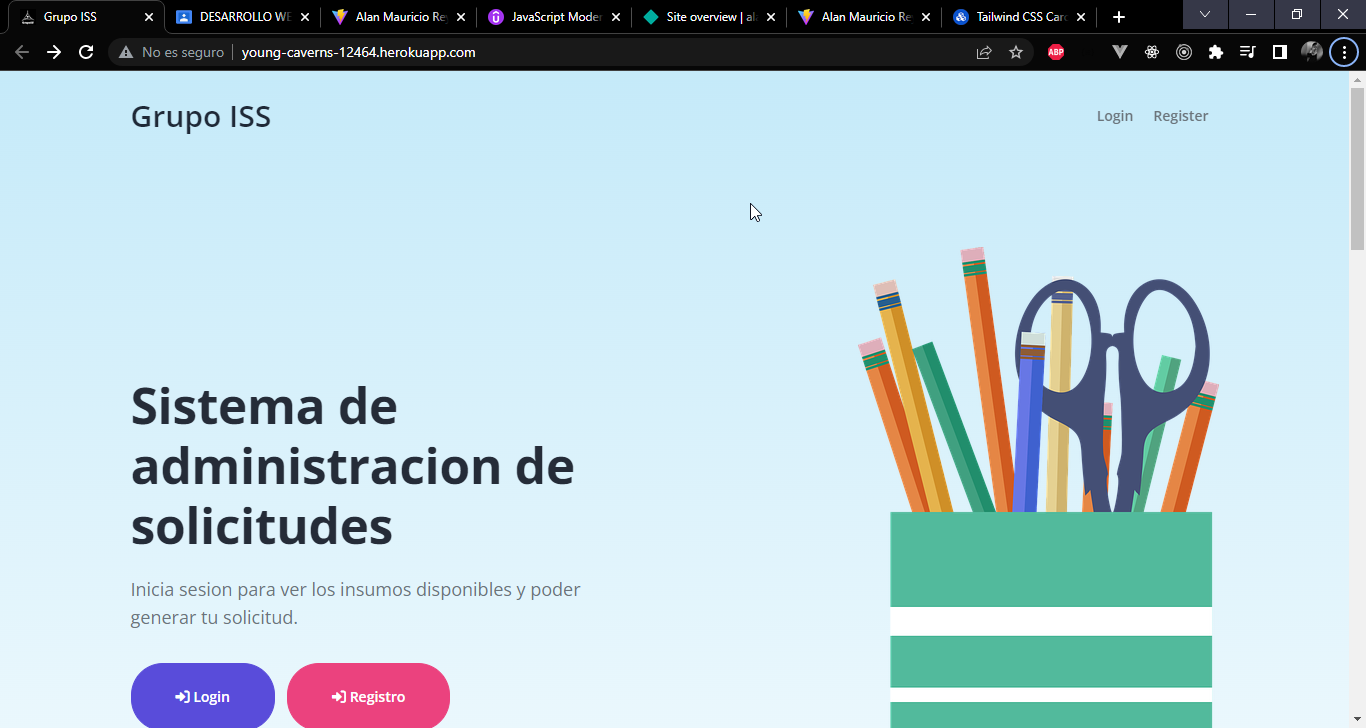 Grupo ISS
DESARROLLO WE
Alan Mauricio Re
JavaScript Moder
Site overview | al
Alan Mauricio Re
Tailwind CSS Card
No es seguro
young-caverns-12464.herokuapp.com
ABP
Grupo ISS
Login
Register
Sistema de
administracion de
solicitudes
Inicia sesion para ver los insumos disponibles y poder
generar tu solicitud.
Login
Registro